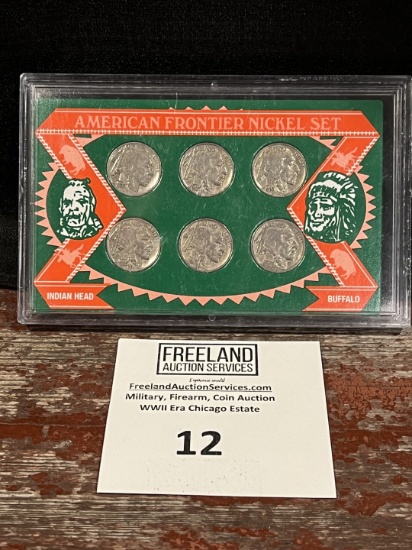 AMERICAN FRONTIER NICKEL SET
INDIAN HEAD
BUFFALO
FREELAND
AUCTION SERVICES
FreelandAuctionServices.com
Military, Firearm, Coin Auction
WWII Era Chicago Estate
12